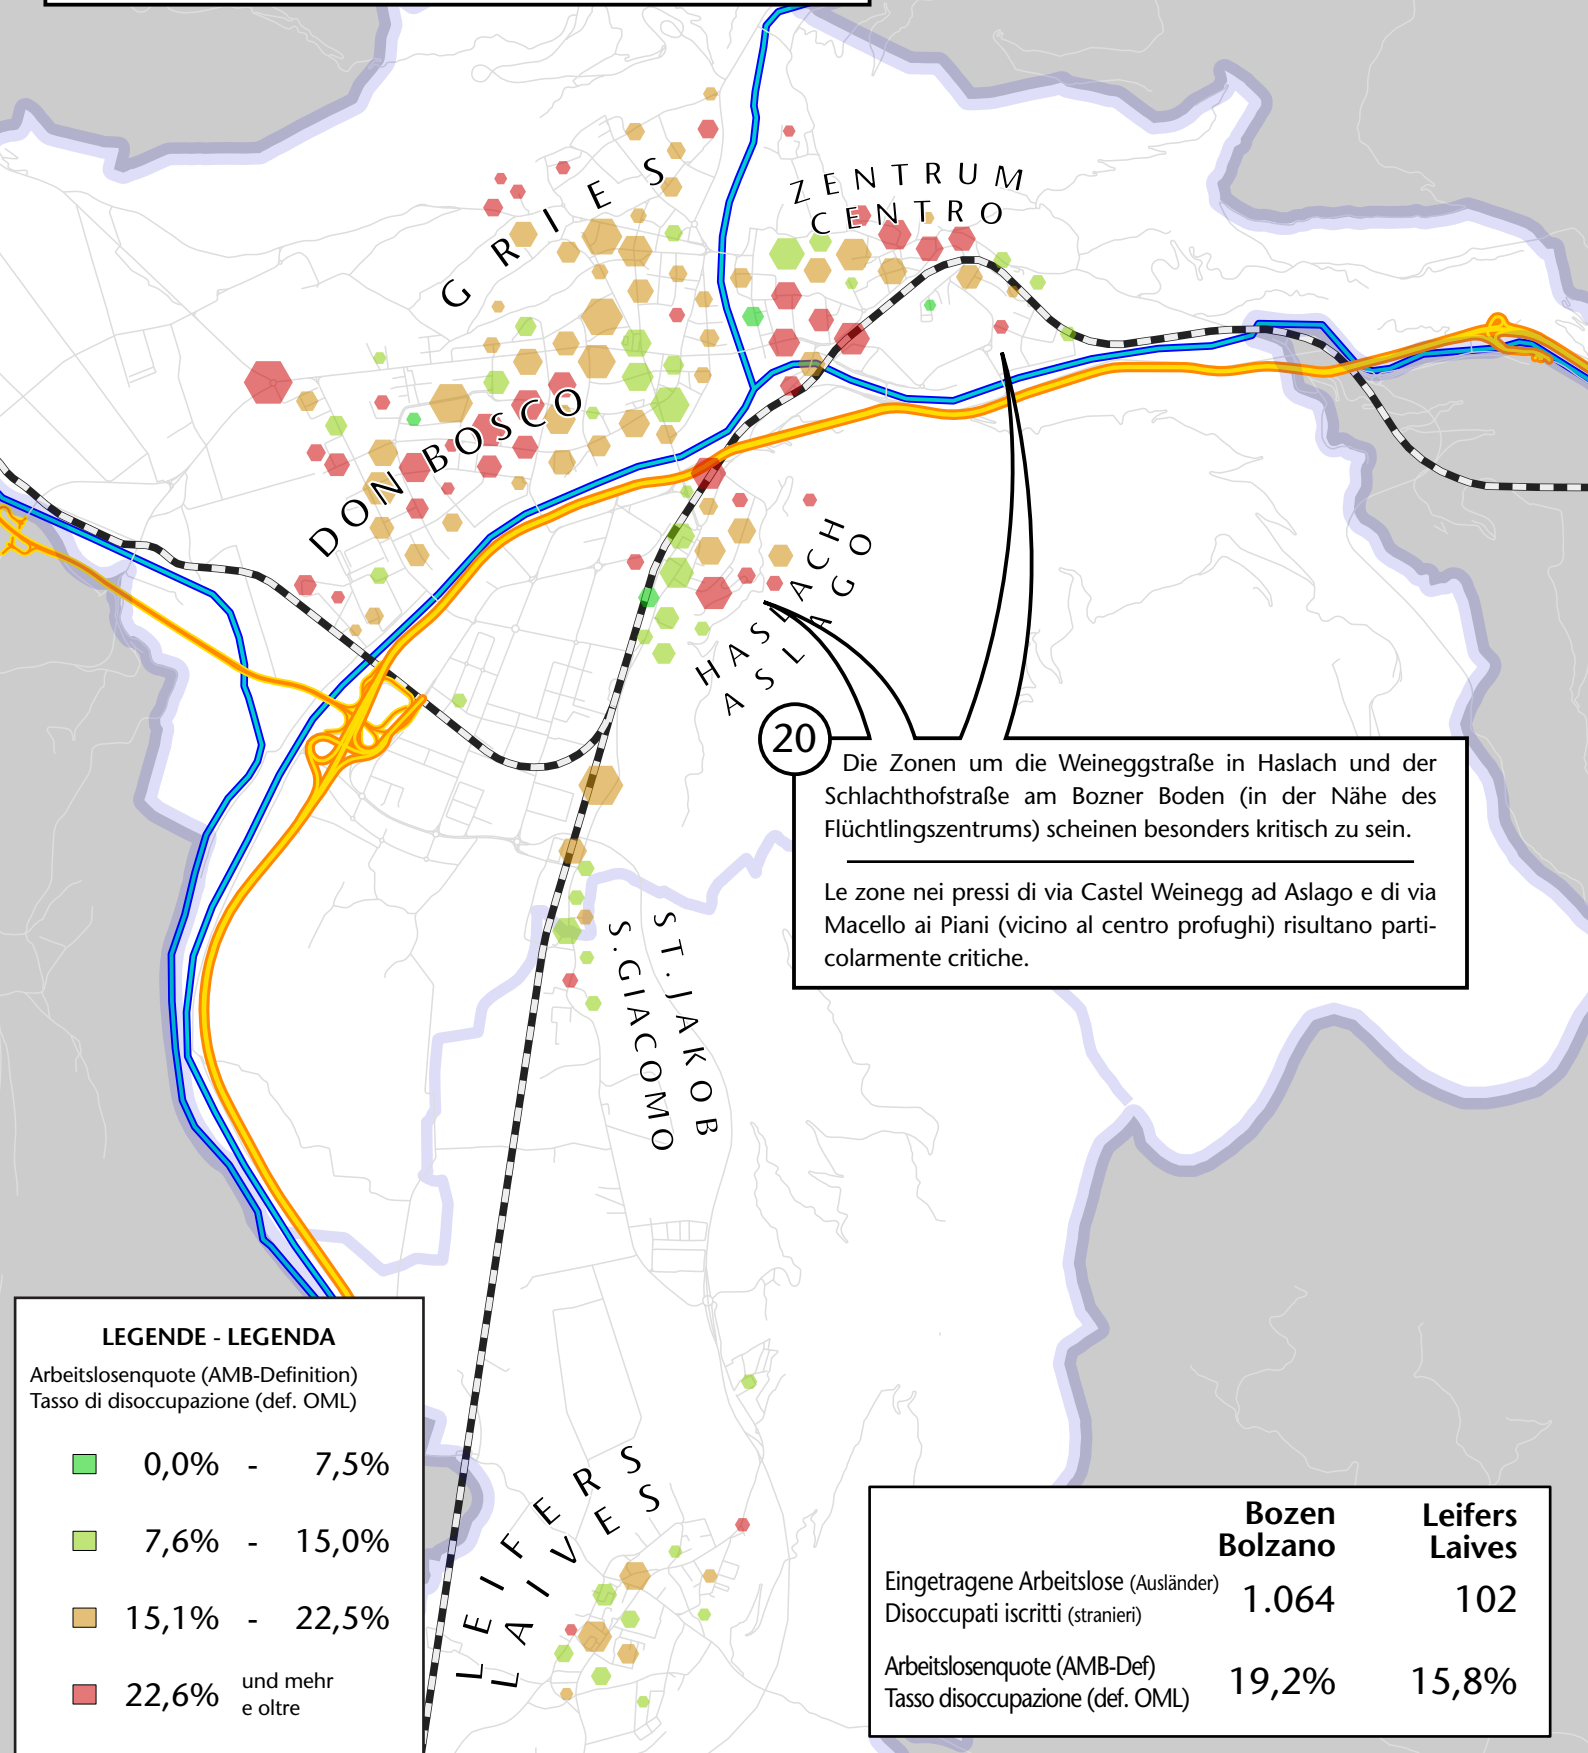 GRIES
ZENTRUM
CENTRO
DON BOSCO
HASLACH
ASLAGO
20
Die Zonen um die Weineggstraße in Haslach und der
Schlachthofstraße am Bozner Boden (in der Nähe des
Flüchtlingszentrums) scheinen besonders kritisch zu sein.
Le zone nei pressi di via Castel Weinegg ad Aslago e di via
Macello ai Piani (vicino al centro profughi) risultano parti-
colarmente critiche.
ST. JAKOB
S. GIACOMO
LEGENDE - LEGENDA
Arbeitslosenquote (AMB-Definition)
Tasso di disoccupazione (def. OML)
0,0% - 7,5%
7,6% - 15,0%
15,1% - 22,5%
22,6% und mehr
e oltre
LEIFERS
LAIVES
Bozen Leifers
Bolzano Laives
Eingetragene Arbeitslose (Ausländer)
Disoccupati iscritti (stranieri) 1.064 102
Arbeitslosenquote (AMB-Def)
Tasso disoccupazione (def. OML) 19,2% 15,8%